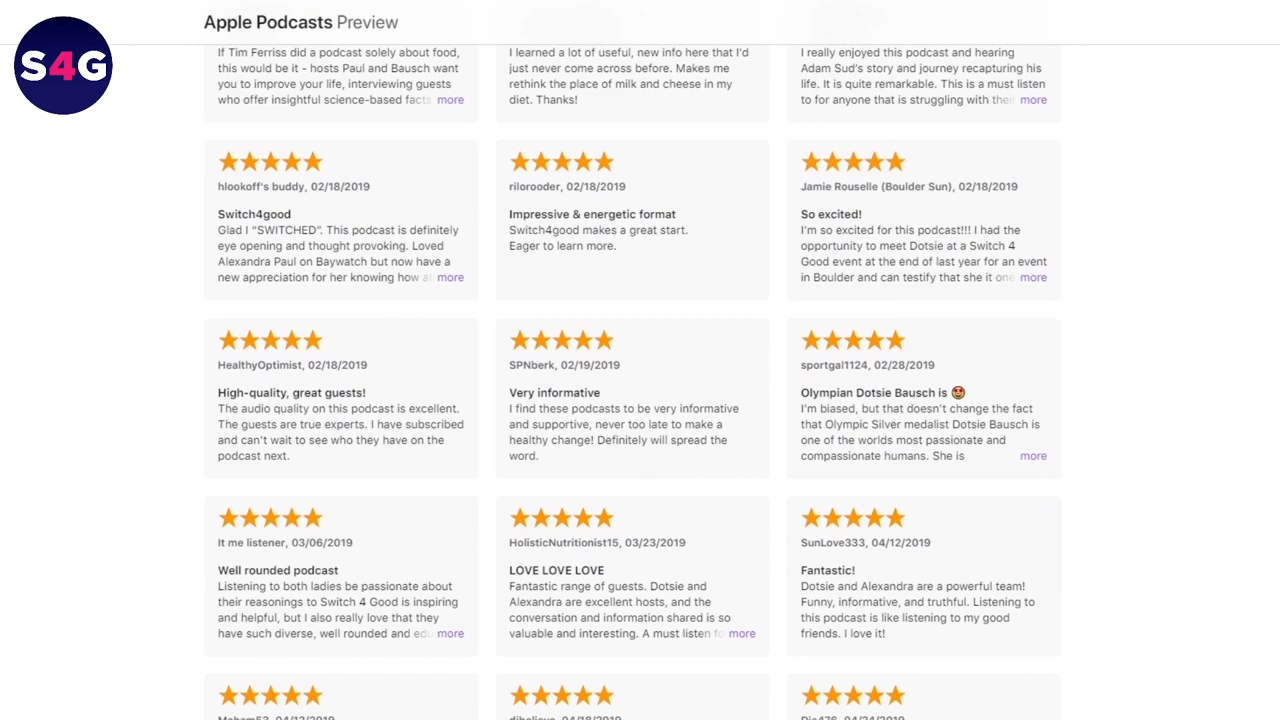 Apple Podcasts Preview
S4G
If Tim Ferriss did a podcast solely about food,
this would be it - hosts Paul and Bausch want
you to improve your life, interviewing guests
who offer insightful science-based facts more
I learned a lot of useful, new info here that I'd
just never come across before. Makes me
rethink the place of milk and cheese in my
diet. Thanks!
I really enjoyed this podcast and hearing
Adam Sud's story and journey recapturing his
life. It is quite remarkable. This is a must listen
to for anyone that is struggling with their more
hlookoff's buddy, 02/18/2019
Switch4good
Glad I “SWITCHED”. This podcast is definitely
eye opening and thought provoking. Loved
Alexandra Paul on Baywatch but now have a
new appreciation for her knowing how at more
rilorooder, 02/18/2019
Impressive & energetic format
Switch4good makes a great start.
Eager to learn more.
Jamie Rouselle (Boulder Sun), 02/18/2019
So excited!
I’m so excited for this podcast!!! I had the
opportunity to meet Dotsie at a Switch 4
Good event at the end of last year for an event
in Boulder and can testify that she it one more
HealthyOptimist, 02/18/2019
High-quality, great guests!
The audio quality on this podcast is excellent.
The guests are true experts. I have subscribed
and can’t wait to see who they have on the
podcast next.
SPNberk, 02/19/2019
Very informative
I find these podcasts to be very informative
and supportive, never too late to make a
healthy change! Definitely will spread the
word.
sportgal1124, 02/28/2019
Olympian Dotsie Bausch is 🤩
I’m biased, but that doesn’t change the fact
that Olympic Silver medalist Dotsie Bausch is
one of the worlds most passionate and
compassionate humans. She is more
It me listener, 03/06/2019
Well rounded podcast
Listening to both ladies be passionate about
their reasonings to Switch 4 Good is inspiring
and helpful, but I also really love that they
have such diverse, well rounded and edu more
HolisticNutritionist15, 03/23/2019
LOVE LOVE LOVE
Fantastic range of guests. Dotsie and
Alexandra are excellent hosts, and the
conversation and information shared is so
valuable and interesting. A must listen fo more
SunLove333, 04/12/2019
Fantastic!
Dotsie and Alexandra are a powerful team!
Funny, informative, and truthful. Listening to
this podcast is like listening to my good
friends. I love it!